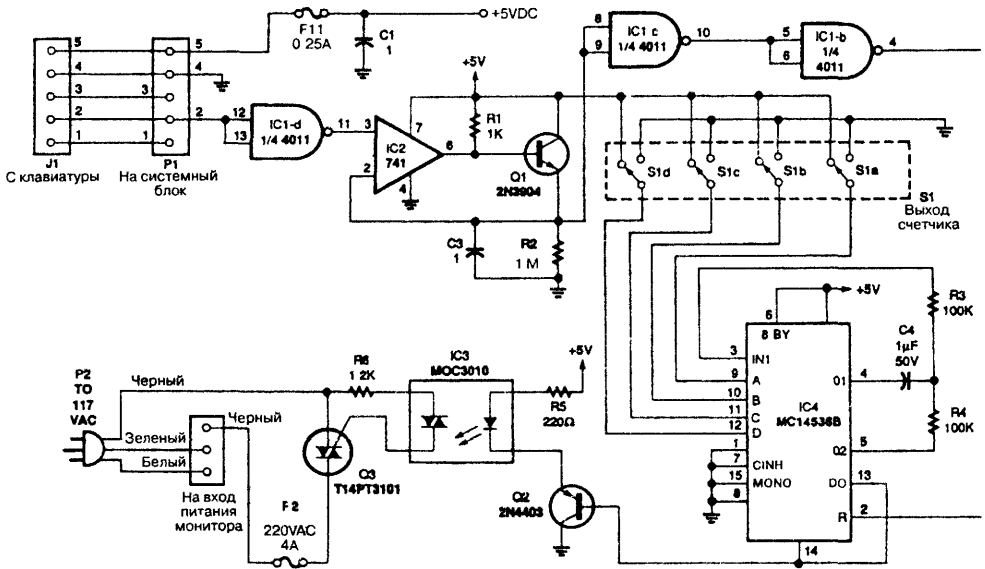 +5VDC
F11
0 25A
C1
1
5
4
3
2
1
5
4
3
2
1
J1
С клавиатуры
P1
На системный
блок
12
13
IC1-d
1/4 4011
11
3
2
7
IC2
741
4
6
+5V
R1
1K
Q1
2N3904
C3
1
R2
1 M
8
9
IC1 c
1/4 4011
10
5
6
IC1-b
1/4
4011
4
S1d
S1c
S1b
S1a
S1
Выход
счетчика
+5V
6
8 BY
3
IN1
9
A
10
B
11
C
12
D
1
7
CINH
15
MONO
8
IC4
MC14536B
01
4
02
5
DO
13
R
2
14
C4
1µF
50V
R3
100K
R4
100K
P2
TO
117
VAC
Черный
Зеленый
Белый
Черный
На вход
питания
монитора
F2
220VAC
4A
R6
1 2K
IC3
MOC3010
+5V
R5
220Ω
Q3
T14PT3101
Q2
2N4403